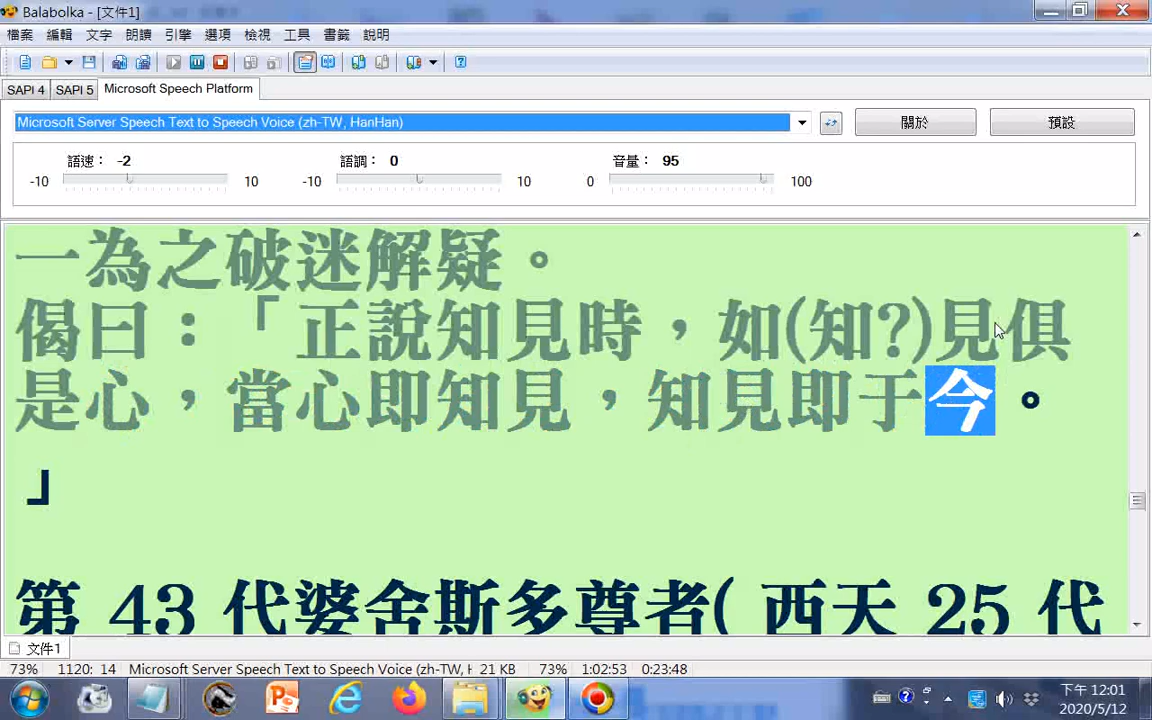 Balabolka - [文件1]
檔案 編輯 文字 朗讀 引擎 選項 檢視 工具 書籤 說明
SAPI 4 SAPI 5 Microsoft Speech Platform
Microsoft Server Speech Text to Speech Voice (zh-TW, HanHan) 關於 預設
語速： -2 語調： 0 音量： 95
-10 10 -10 10 0 100
一為之破迷解疑。
偈曰：「正說知見時，如(知?)見俱
是心，當心即知見，知見即于今。
」
第 43 代婆舍斯多尊者( 西天 25 代
文件1
73% 1120: 14 Microsoft Server Speech Text to Speech Voice (zh-TW, 21 KB 73% 1:02:53 0:23:48
下午 12:01
2020/5/12